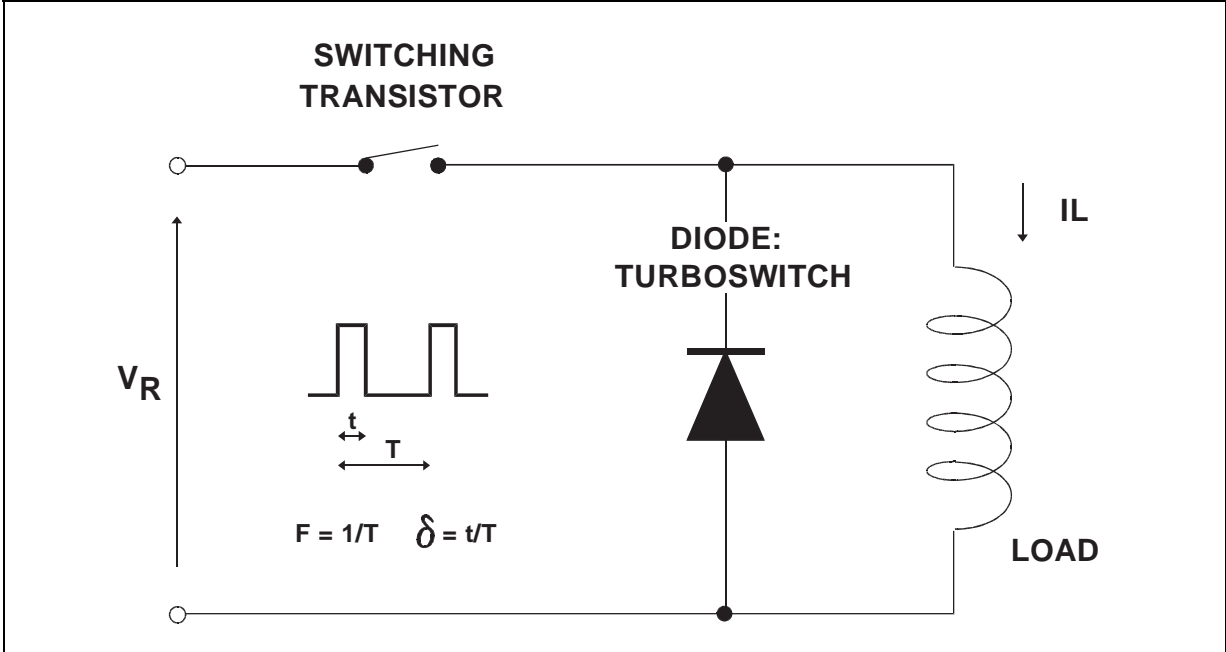 SWITCHING
TRANSISTOR
IL
DIODE:
TURBOSWITCH
VR
t
T
F = 1/T δ = t/T
LOAD